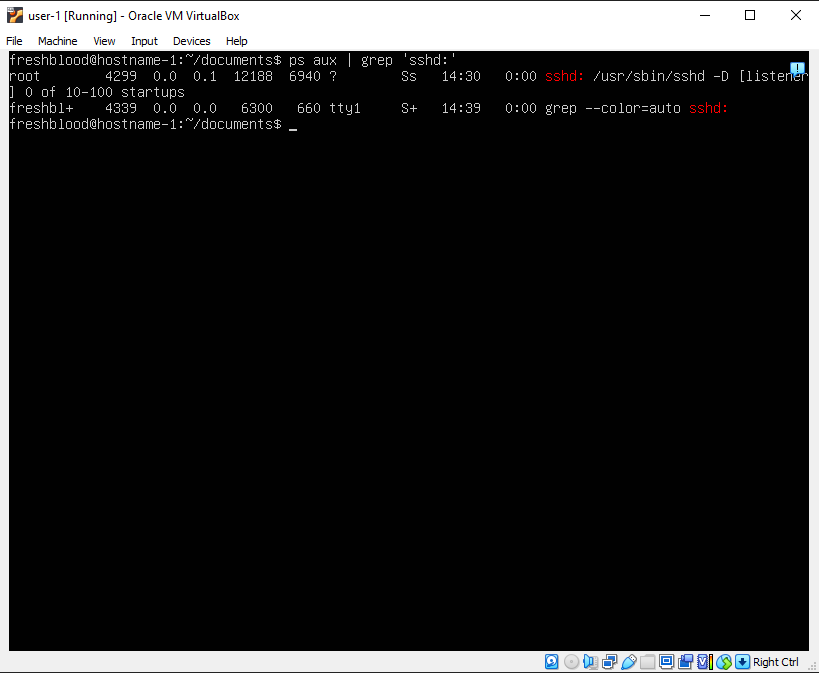 user-1 [Running] - Oracle VM VirtualBox
File Machine View Input Devices Help
freshblood@hostname-1:~/documents$ ps aux | grep 'sshd:'
root 4299 0.0 0.1 12188 6940 ? Ss 14:30 0:00 sshd: /usr/sbin/sshd -D [listener
] 0 of 10-100 startups
freshbl+ 4339 0.0 0.0 6300 660 tty1 S+ 14:39 0:00 grep --color=auto sshd:
freshblood@hostname-1:~/documents$ _
Right Ctrl